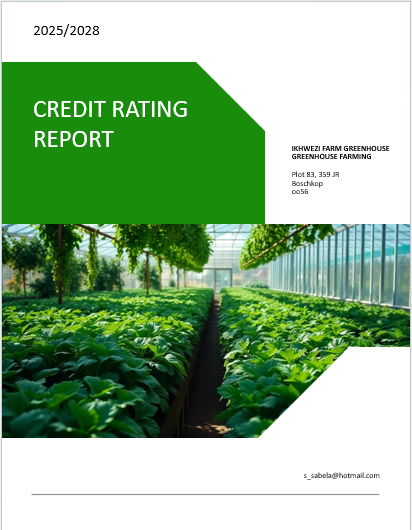 2025/2028
CREDIT RATING
REPORT
IKHWEZI FARM GREENHOUSE
GREENHOUSE FARMING
Plot 83, 359 JR
Boschkop
oo56
s_sabela@hotmail.com